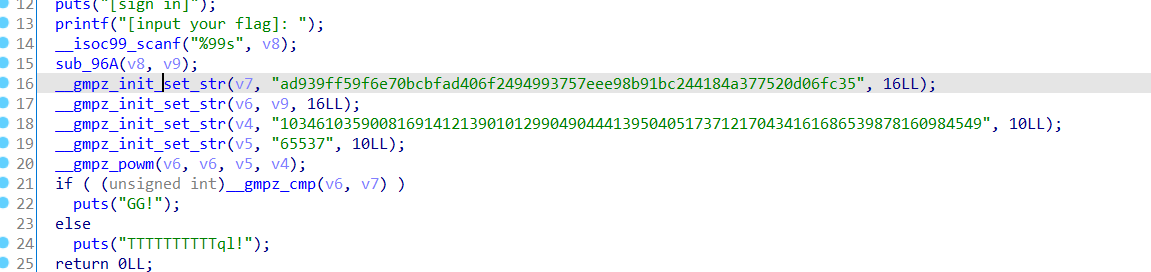 12 puts("[sign in]");
13 printf("[input your flag]: ");
14 __isoc99_scanf("%99s", v8);
15 sub_96A(v8, v9);
16 __gmpz_init_set_str(v7, "ad939ff59f6e70bcbfad406f2494993757eee98b91bc244184a377520d06fc35", 16LL);
17 __gmpz_init_set_str(v6, v9, 16LL);
18 __gmpz_init_set_str(v4, "103461035900816914121390101299049044413950405173712170434161686539878160984549", 10LL);
19 __gmpz_init_set_str(v5, "65537", 10LL);
20 __gmpz_powm(v6, v6, v5, v4);
21 if ( (unsigned int)__gmpz_cmp(v6, v7) )
22 puts("GG!");
23 else
24 puts("TTTTTTTTTTql!");
25 return 0LL;